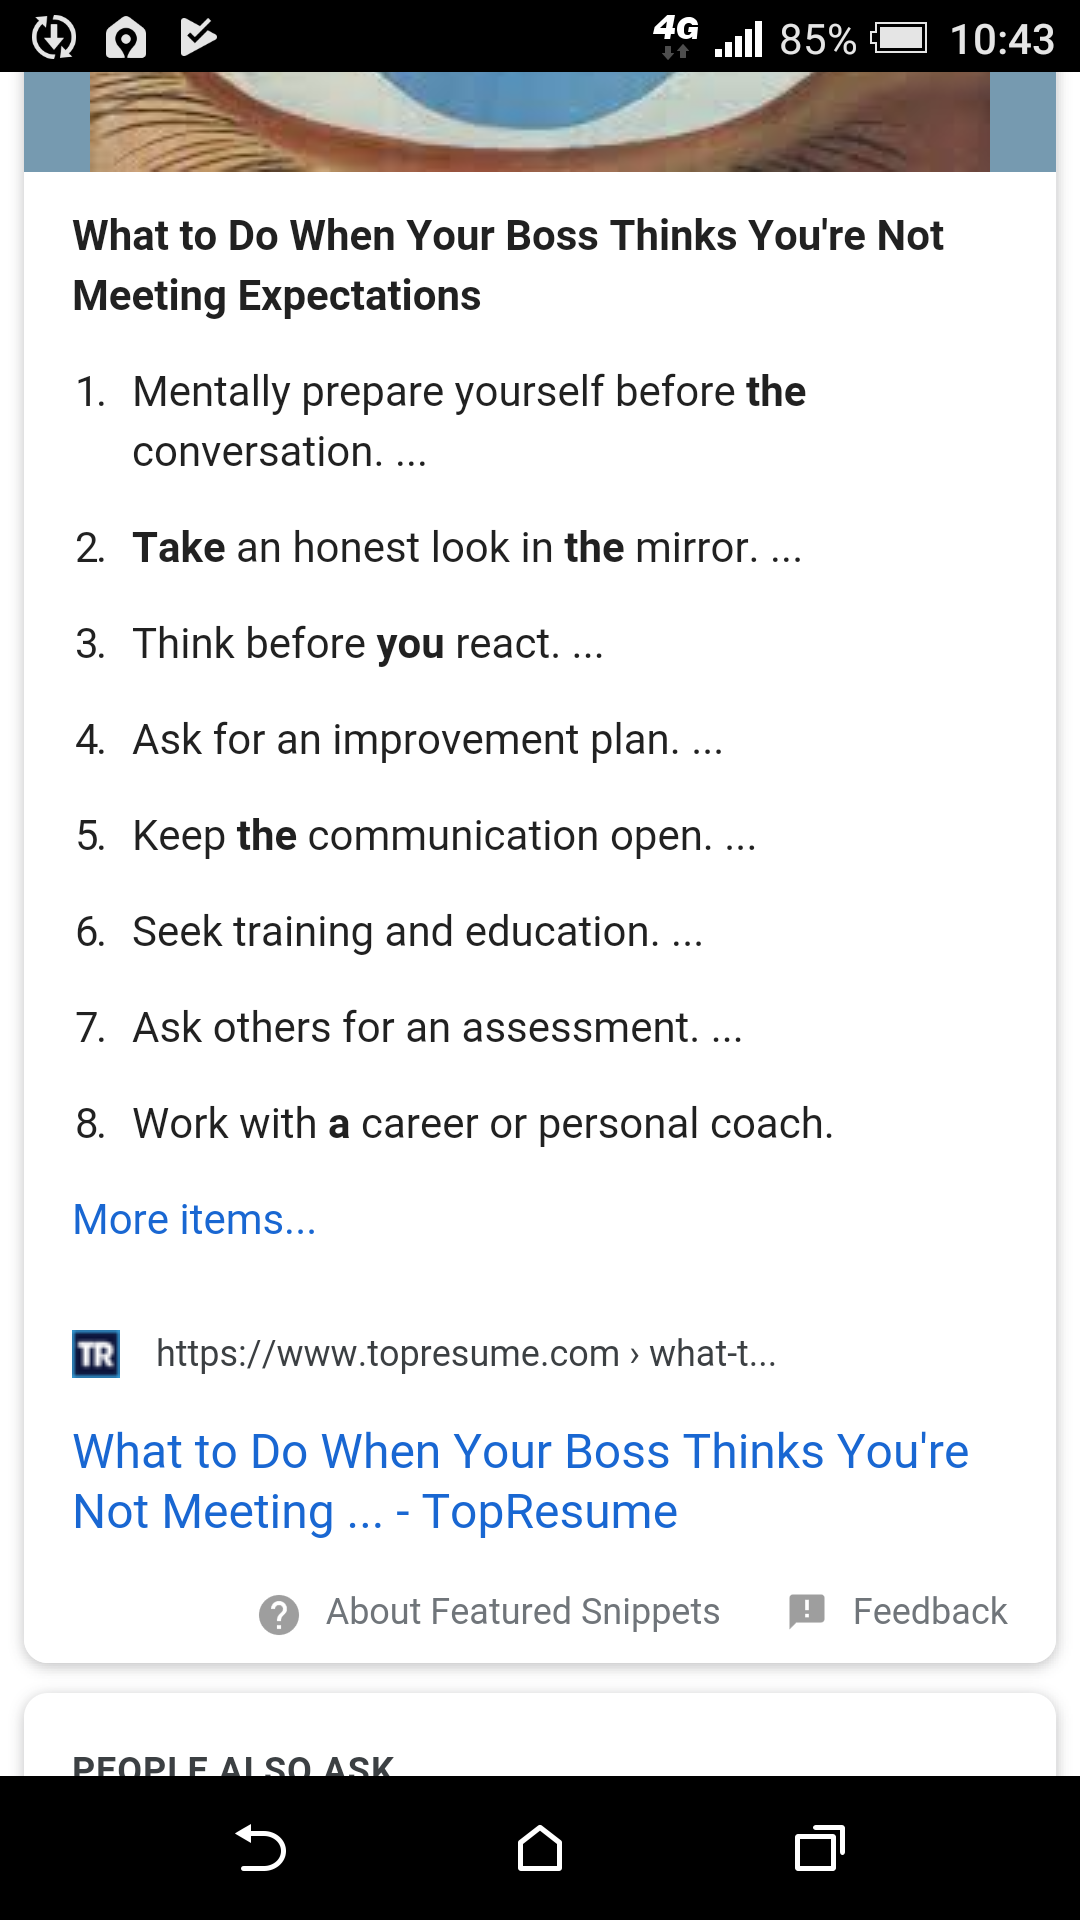 4G 85% 10:43
What to Do When Your Boss Thinks You're Not
Meeting Expectations
1. Mentally prepare yourself before the
conversation. ...
2. Take an honest look in the mirror. ...
3. Think before you react. ...
4. Ask for an improvement plan. ...
5. Keep the communication open. ...
6. Seek training and education. ...
7. Ask others for an assessment. ...
8. Work with a career or personal coach.
More items...
TR https://www.topresume.com › what-t...
What to Do When Your Boss Thinks You're
Not Meeting ... - TopResume
? About Featured Snippets ! Feedback
PEOPLE ALSO ASK